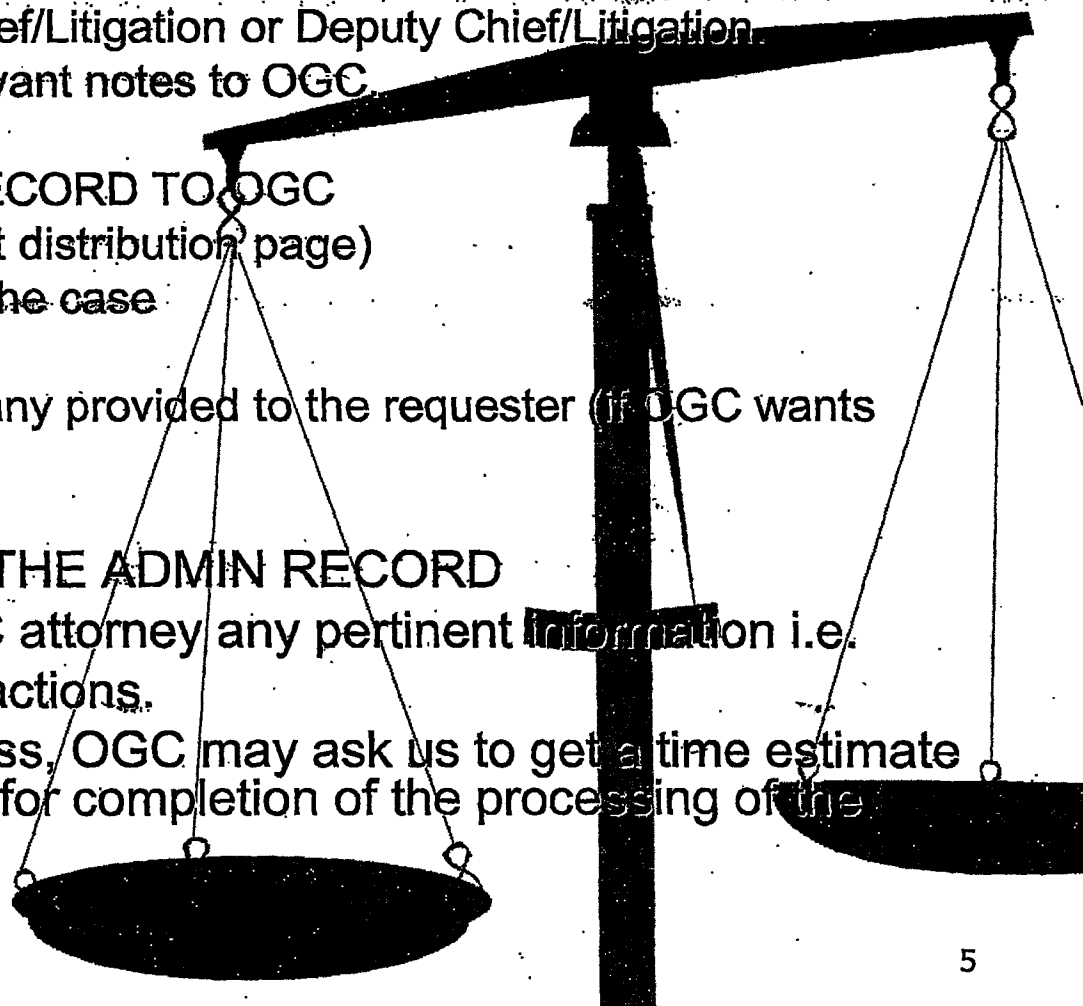 ef/Litigation or Deputy Chief/Litigation.
vant notes to OGC.
ECORD TO OGC
t distribution page)
he case
any provided to the requester (if OGC wants
THE ADMIN RECORD
C attorney any pertinent information i.e.
actions.
ss, OGC may ask us to get a time estimate
for completion of the processing of the
5